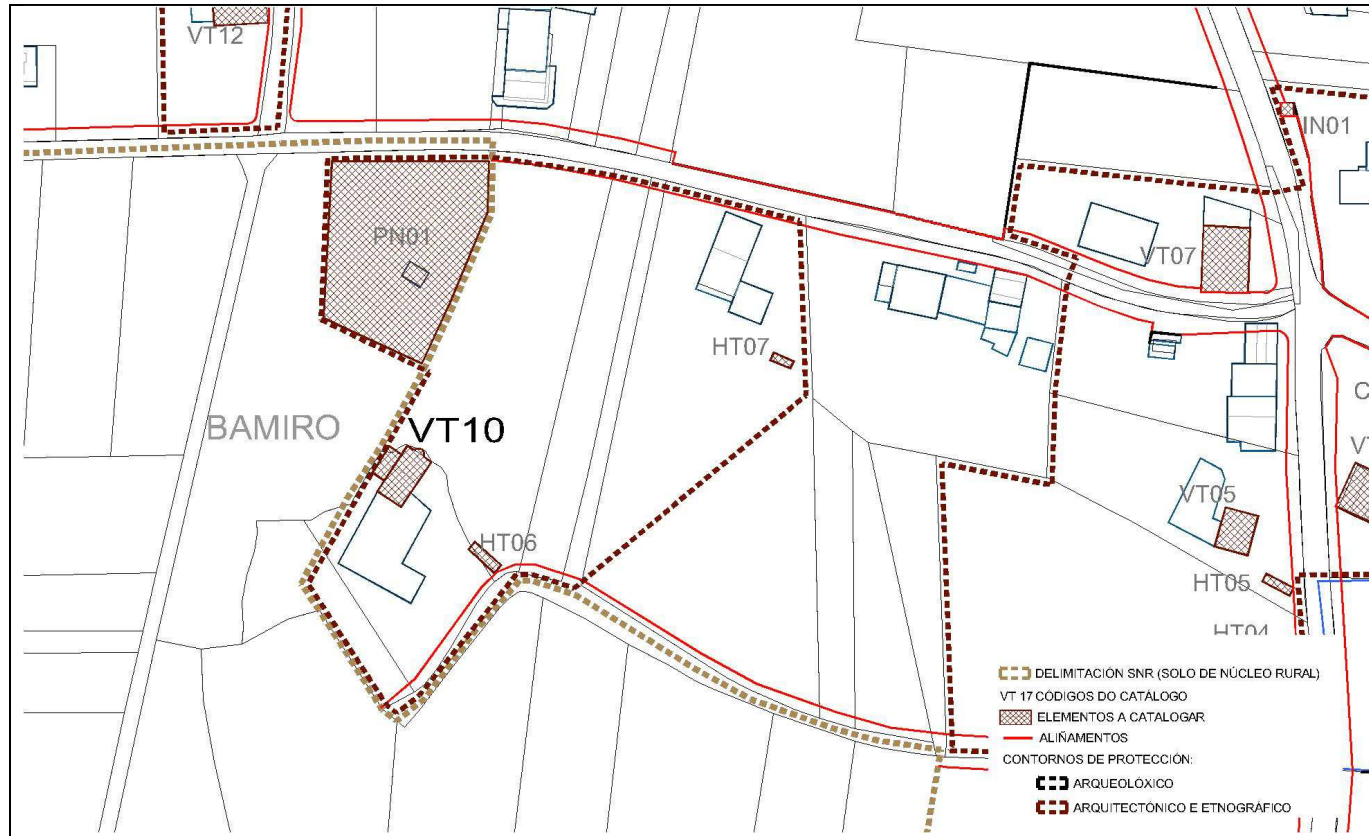 VT12
IN01
PN01
VT07
HT07
C
BAMIRO
VT10
VT
VT05
HT06
HT05
HT04
DELIMITACIÓN SNR (SOLO DE NÚCLEO RURAL)
VT 17 CÓDIGOS DO CATÁLOGO
ELEMENTOS A CATALOGAR
ALIÑAMENTOS
CONTORNOS DE PROTECCIÓN:
ARQUEOLÓXICO
ARQUITECTÓNICO E ETNOGRÁFICO